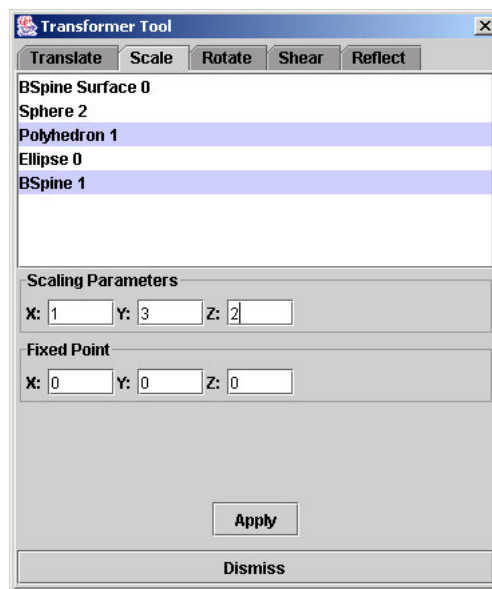 Transformer Tool
Translate Scale Rotate Shear Reflect
BSpine Surface 0
Sphere 2
Polyhedron 1
Ellipse 0
BSpine 1
Scaling Parameters
X: 1 Y: 3 Z: 2
Fixed Point
X: 0 Y: 0 Z: 0
Apply
Dismiss